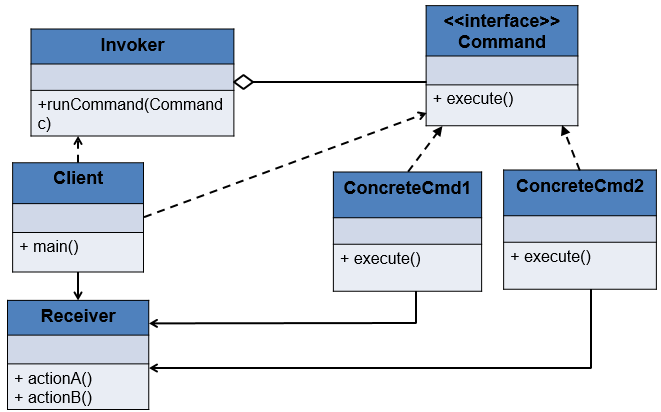 Invoker
+runCommand(Command
c)
<<interface>>
Command
+ execute()
Client
+ main()
ConcreteCmd1
+ execute()
ConcreteCmd2
+ execute()
Receiver
+ actionA()
+ actionB()